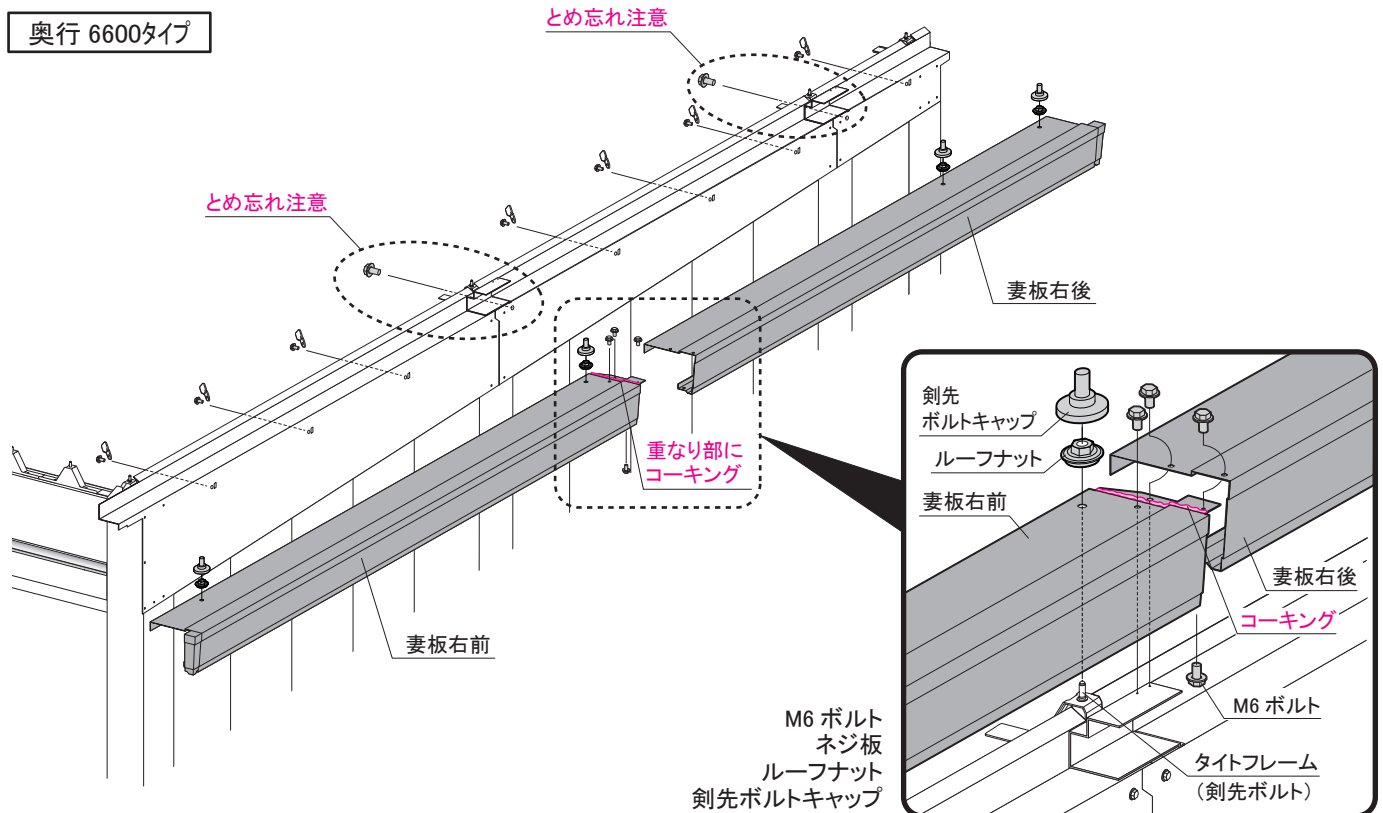 奥行 6600タイプ
とめ忘れ注意
とめ忘れ注意
妻板右後
重なり部に
コーキング
妻板右前
剣先
ボルトキャップ
ルーフナット
妻板右前
妻板右後
コーキング
M6 ボルト
タイトフレーム
（剣先ボルト）
M6 ボルト
ネジ板
ルーフナット
剣先ボルトキャップ